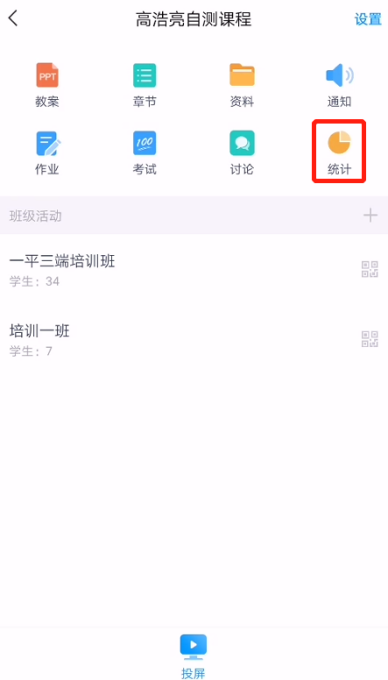 高浩亮自测课程
设置
PPT
教案
章节
资料
通知
100
作业
考试
讨论
统计
班级活动
一平三端培训班
学生：34
培训一班
学生：7
投屏